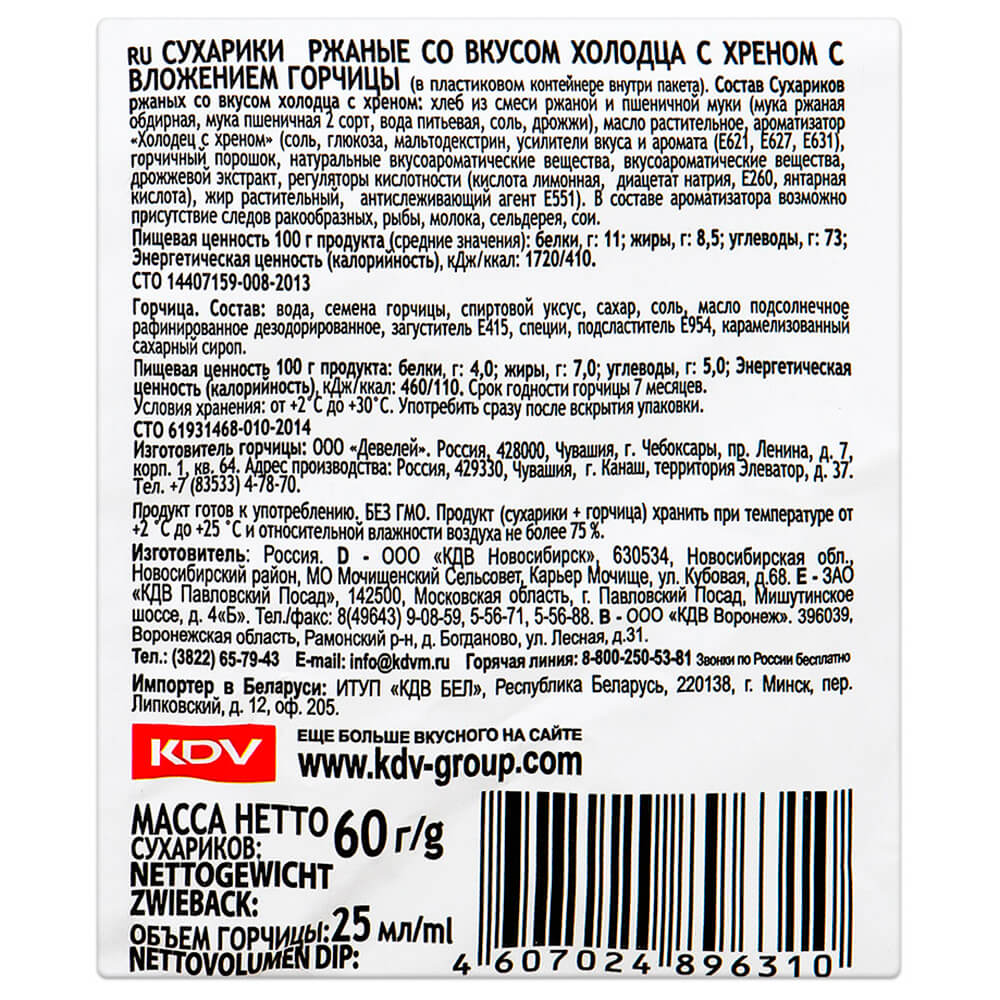 RU СУХАРИКИ РЖАНЫЕ СО ВКУСОМ ХОЛОДЦА С ХРЕНОМ С
ВЛОЖЕНИЕМ ГОРЧИЦЫ (в пластиковом контейнере внутри пакета). Состав Сухариков
ржаных со вкусом холодца с хреном: хлеб из смеси ржаной и пшеничной муки (мука ржаная
обдирная, мука пшеничная 2 сорт, вода питьевая, соль, дрожжи), масло растительное, ароматизатор
«Холодец с хреном» (соль, глюкоза, мальтодекстрин, усилители вкуса и аромата (Е621, Е627, Е631),
горчичный порошок, натуральные вкусоароматические вещества, вкусоароматические вещества,
дрожжевой экстракт, регуляторы кислотности (кислота лимонная, диацетат натрия, Е260, янтарная
кислота), жир растительный, антислеживающий агент Е551). В составе ароматизатора возможно
присутствие следов ракообразных, рыбы, молока, сельдерея, сои.
Пищевая ценность 100 г продукта (средние значения): белки, г: 11; жиры, г: 8,5; углеводы, г: 73;
Энергетическая ценность (калорийность), кДж/ккал: 1720/410.
СТО 14407159-008-2013
Горчица. Состав: вода, семена горчицы, спиртовой уксус, сахар, соль, масло подсолнечное
рафинированное дезодорированное, загуститель Е415, специи, подсластитель Е954, карамелизованный
сахарный сироп.
Пищевая ценность 100 г продукта: белки, г: 4,0; жиры, г: 7,0; углеводы, г: 5,0; Энергетическая
ценность (калорийность), кДж/ккал: 460/110. Срок годности горчицы 7 месяцев.
Условия хранения: от +2˚С до +30˚С. Употребить сразу после вскрытия упаковки.
СТО 61931468-010-2014
Изготовитель горчицы: ООО «Девелей». Россия, 428000, Чувашия, г. Чебоксары, пр. Ленина, д. 7,
корп. 1, кв. 64. Адрес производства: Россия, 429330, Чувашия, г. Канаш, территория Элеватор, д. 37.
Тел. +7 (83533) 4-78-70.
Продукт готов к употреблению. БЕЗ ГМО. Продукт (сухарики + горчица) хранить при температуре от
+2 ˚С до +25 ˚С и относительной влажности воздуха не более 75 %.
Изготовитель: Россия. D - ООО «КДВ Новосибирск», 630534, Новосибирская обл.,
Новосибирский район, МО Мочищенский Сельсовет, Карьер Мочище, ул. Кубовая, д.68. Е - ЗАО
«КДВ Павловский Посад», 142500, Московская область, г. Павловский Посад, Мишутинское
шоссе, д. 4«Б». Тел./факс: 8(49643) 9-08-59, 5-56-71, 5-56-88. В - ООО «КДВ Воронеж». 396039,
Воронежская область, Рамонский р-н, д. Богданово, ул. Лесная, д.31.
Тел.: (3822) 65-79-43 E-mail: info@kdvm.ru Горячая линия: 8-800-250-53-81 Звонки по России бесплатно
Импортер в Беларуси: ИТУП «КДВ БЕЛ», Республика Беларусь, 220138, г. Минск, пер.
Липковский, д. 12, оф. 205.
KDV
ЕЩЕ БОЛЬШЕ ВКУСНОГО НА САЙТЕ
www.kdv-group.com
МАССА НЕТТО
СУХАРИКОВ: 60 г/g
NETTOGEWICHT
ZWIEBACK:
ОБЪЕМ ГОРЧИЦЫ: 25 мл/ml
NETTOVOLUMEN DIP:
4 607024 896310